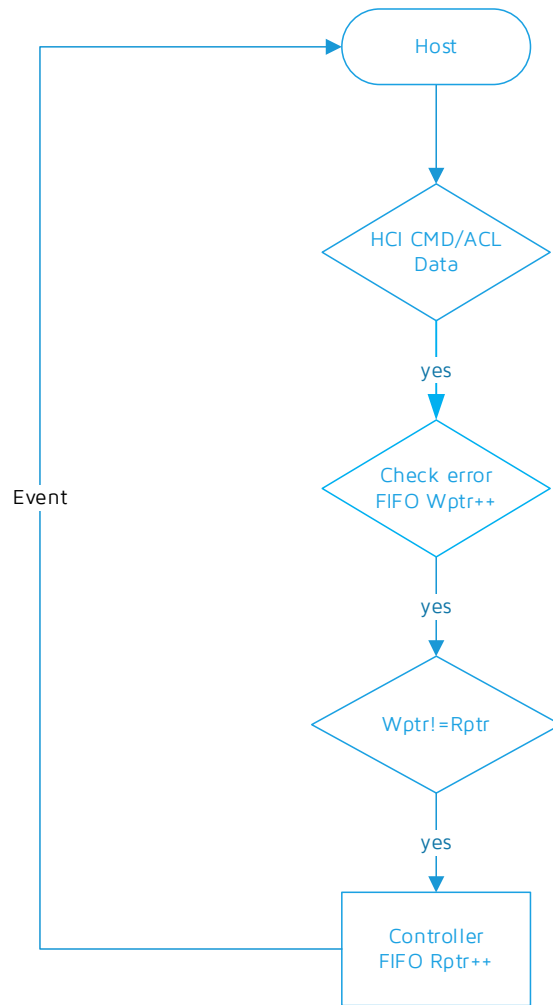 Host
HCI CMD/ACL
Data
yes
Check error
FIFO Wptr++
Event
yes
Wptr!=Rptr
yes
Controller
FIFO Rptr++